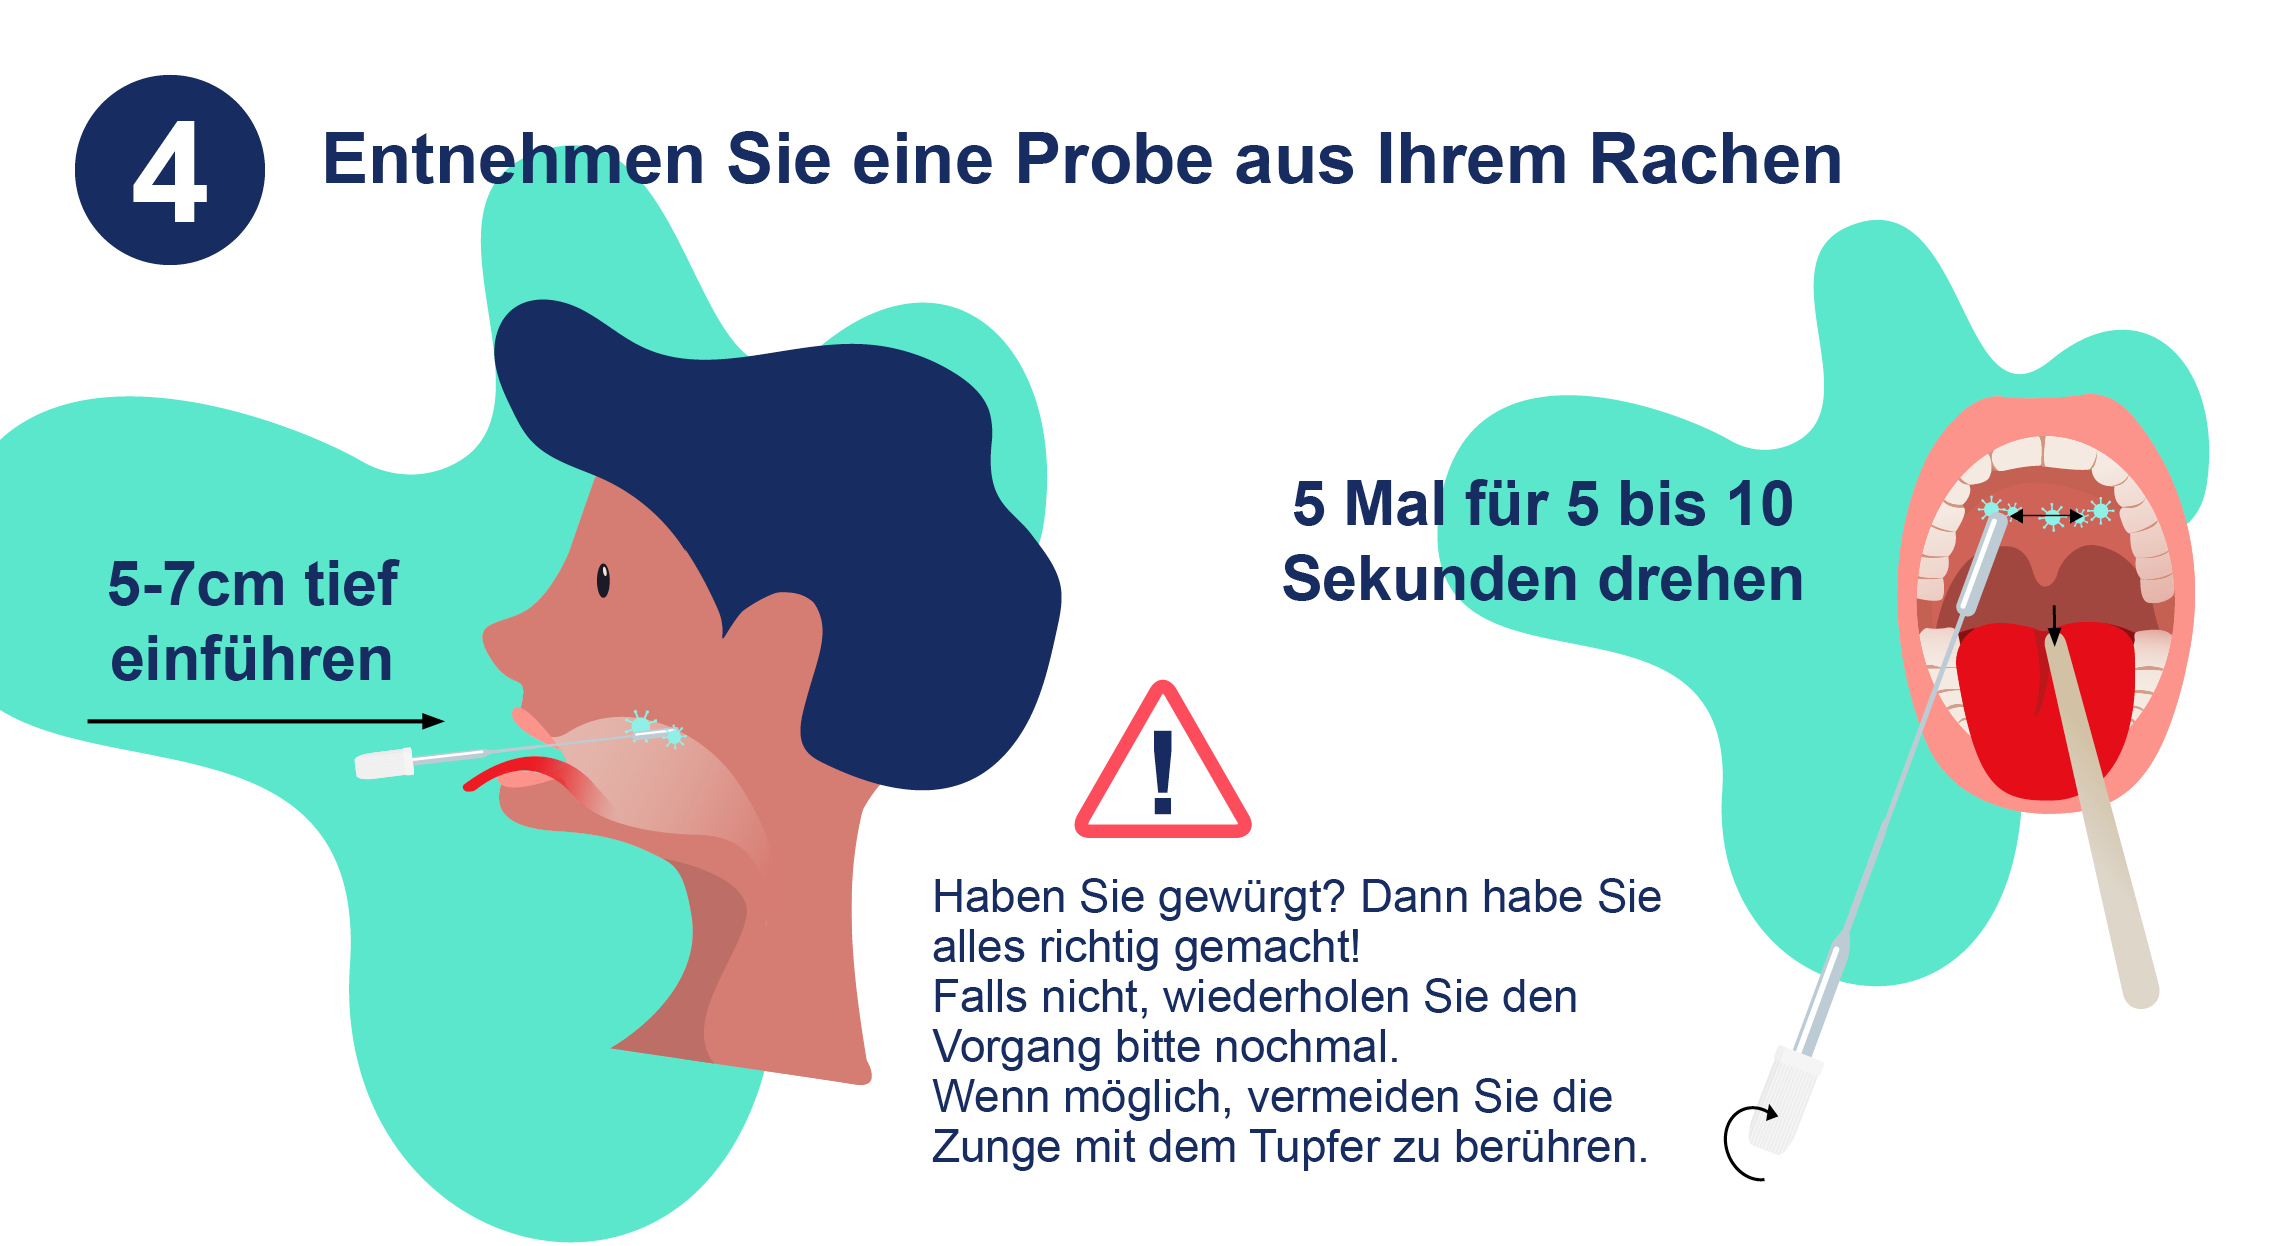 4
Entnehmen Sie eine Probe aus Ihrem Rachen
5-7cm tief
einführen
5 Mal für 5 bis 10
Sekunden drehen
!
Haben Sie gewürgt? Dann habe Sie
alles richtig gemacht!
Falls nicht, wiederholen Sie den
Vorgang bitte nochmal.
Wenn möglich, vermeiden Sie die
Zunge mit dem Tupfer zu berühren.